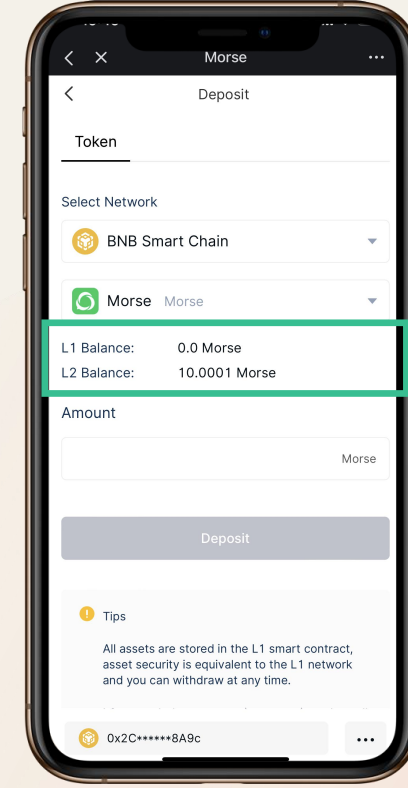 Morse
Deposit
Token
Select Network
BNB Smart Chain
Morse Morse
L1 Balance: 0.0 Morse
L2 Balance: 10.0001 Morse
Amount
Morse
Deposit
Tips
All assets are stored in the L1 smart contract,
asset security is equivalent to the L1 network
and you can withdraw at any time.
0x2C******8A9c